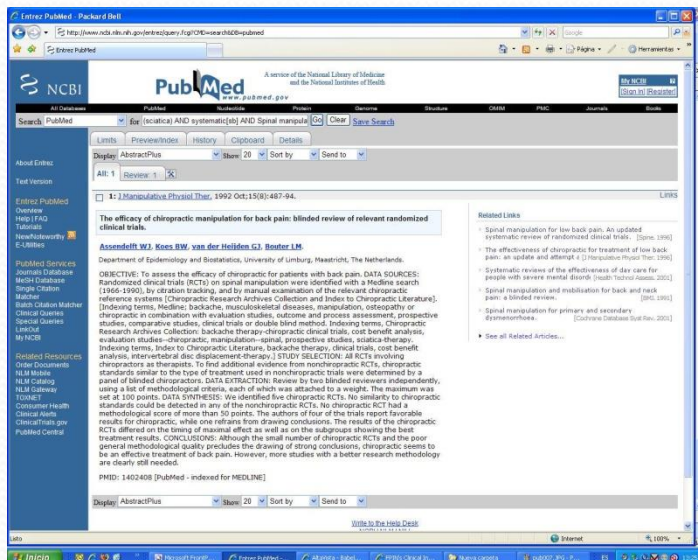 Entrez PubMed - Packard Bell
http://www.ncbi.nlm.nih.gov/entrez/query.fcgi?CMD=search&DB=pubmed
Google
Entrez PubMed
Página
Herramientas
NCBI
PubMed
www.pubmed.gov
A service of the National Library of Medicine
and the National Institutes of Health
My NCBI
[Sign In] [Register]
All Databases PubMed Nucleotide Protein Genome Structure OMIM PMC Journals Books
Search PubMed for (sciatica) AND systematic[sb] AND Spinal manipula Go Clear Save Search
Limits Preview/Index History Clipboard Details
Display AbstractPlus Show 20 Sort by Send to
All: 1 Review: 1
About Entrez
Text Version
Entrez PubMed
Overview
Help | FAQ
Tutorials
New/Noteworthy
E-Utilities
PubMed Services
Journals Database
MeSH Database
Single Citation
Matcher
Batch Citation Matcher
Clinical Queries
Special Queries
LinkOut
My NCBI
Related Resources
Order Documents
NLM Mobile
NLM Catalog
NLM Gateway
TOXNET
Consumer Health
Clinical Alerts
ClinicalTrials.gov
PubMed Central
1: J Manipulative Physiol Ther. 1992 Oct;15(8):487-94.
Links
The efficacy of chiropractic manipulation for back pain: blinded review of relevant randomized
clinical trials.
Assendelft WJ, Koes BW, van der Heijden GJ, Bouter LM.
Department of Epidemiology and Biostatistics, University of Limburg, Maastricht, The Netherlands.
OBJECTIVE: To assess the efficacy of chiropractic for patients with back pain. DATA SOURCES:
Randomized clinical trials (RCTs) on spinal manipulation were identified with a Medline search
(1966-1990), by citration tracking, and by manual examination of the relevant chiropractic
reference systems [Chiropractic Research Archives Collection and Index to Chiropractic Literature].
[Indexing terms, Medline; backache, musculoskeletal diseases, manipulation, osteopathy or
chiropractic in combination with evaluation studies, outcome and process assessment, prospective
studies, comparative studies, clinical trials or double blind method. Indexing terms, Chiropractic
Research Archives Collection: backache therapy-chiropractic clinical trials, cost benefit analysis,
evaluation studies--chiropractic, manipulation--spinal, prospective studies, sciatica-therapy.
Indexing terms, Index to Chiropractic Literature, backache therapy, clinical trials, cost benefit
analysis, intervertebral disc displacement-therapy.] STUDY SELECTION: All RCTs involving
chiropractors as therapists. To find additional evidence from nonchiropractic RCTs, chiropractic
standards similar to the type of treatment used in nonchiropractic trials were determined by a
panel of blinded chiropractors. DATA EXTRACTION: Review by two blinded reviewers independently,
using a list of methodological criteria, each of which was attached to a weight. The maximum was
set at 100 points. DATA SYNTHESIS: We identified five chiropractic RCTs. No similarity to chiropractic
standards could be detected in any of the nonchiropractic RCTs. No chiropractic RCT had a
methodological score of more than 50 points. The authors of four of the trials report favorable
results for chiropractic, while one refrains from drawing conclusions. The results of the chiropractic
RCTs differed on the timing of maximal effect as well as on the subgroups showing the best
treatment results. CONCLUSIONS: Although the small number of chiropractic RCTs and the poor
general methodological quality precludes the drawing of strong conclusions, chiropractic seems to
be an effective treatment of back pain. However, more studies with a better research methodology
are clearly still needed.
PMID: 1402408 [PubMed - indexed for MEDLINE]
Related Links
Spinal manipulation for low back pain. An updated
systematic review of randomized clinical trials. [Spine. 1996]
The effectiveness of chiropractic for treatment of low back
pain: an update and attempt [J Manipulative Physiol Ther. 1996]
Systematic reviews of the effectiveness of day care for
people with severe mental disord [Health Technol Assess. 2001]
Spinal manipulation and mobilisation for back and neck
pain: a blinded review. [BMJ. 1991]
Spinal manipulation for primary and secondary
dysmenorrhoea. [Cochrane Database Syst Rev. 2001]
See all Related Articles...
Display AbstractPlus Show 20 Sort by Send to
Write to the Help Desk
Listo
Internet
100%
Inicio
Microsoft FrontP...
Entrez PubMed - ...
AltaVista - Babel...
Nueva carpeta
pub007.JPG - P...
ES